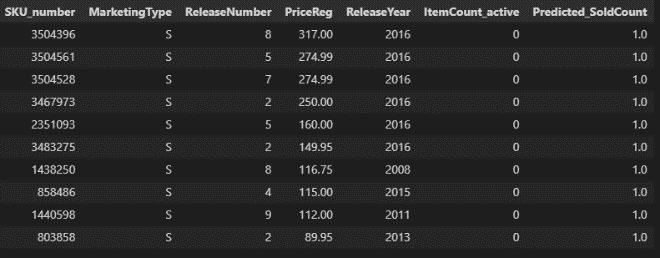 SKU_number MarketingType ReleaseNumber PriceReg ReleaseYear ItemCount_active Predicted_SoldCount
3504396 S 8 317.00 2016 0 1.0
3504561 S 5 274.99 2016 0 1.0
3504528 S 7 274.99 2016 0 1.0
3467973 S 2 250.00 2016 0 1.0
2351093 S 5 160.00 2016 0 1.0
3483275 S 2 149.95 2016 0 1.0
1438250 S 8 116.75 2008 0 1.0
858486 S 4 115.00 2015 0 1.0
1440598 S 9 112.00 2011 0 1.0
803858 S 2 89.95 2013 0 1.0